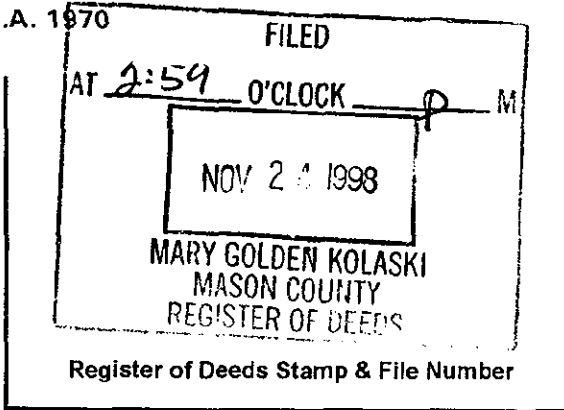 .A. 1970
FILED
AT 2:59 O'CLOCK P M
NOV 2 1998
MARY GOLDEN KOLASKI
MASON COUNTY
REGISTER OF DEEDS
Register of Deeds Stamp & File Number